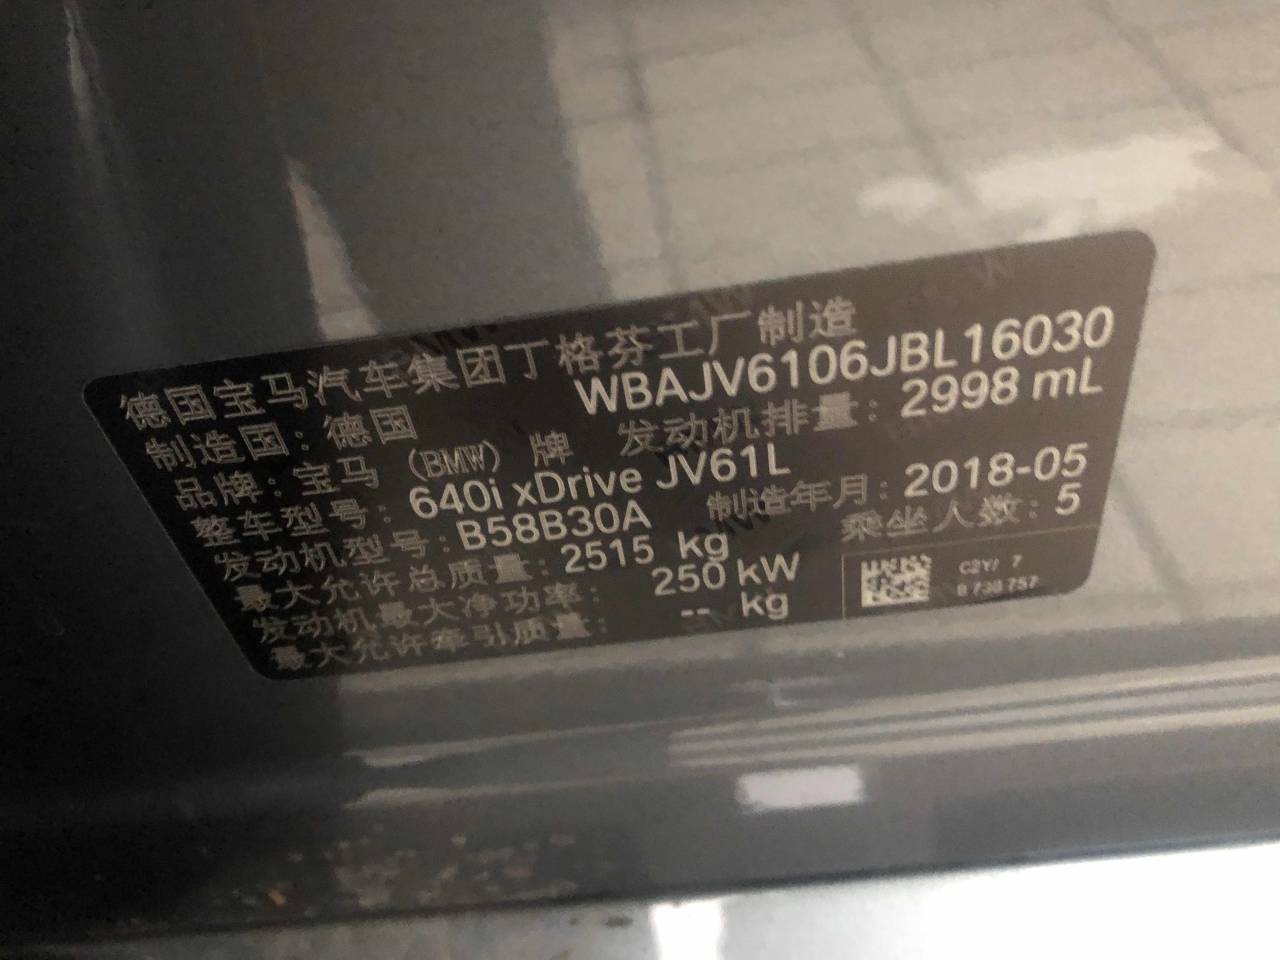 德国宝马汽车集团丁格芬工厂制造
制造国：德国 WBAJV6106JBL16030
品牌：宝马（BMW）牌 发动机排量：2998 mL
整车型号：640i xDrive JV61L
发动机型号：B58B30A 制造年月：2018-05
最大允许总质量：2515 kg 乘坐人数：5
发动机最大净功率：250 kW
最大允许牵引质量：-- kg
C2Y/ 7